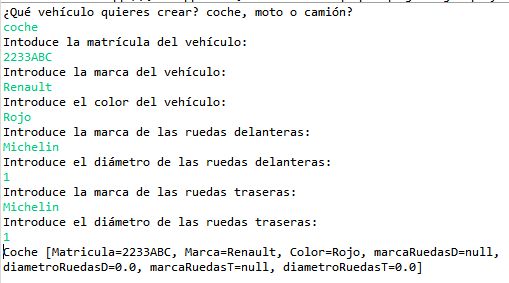 ¿Qué vehículo quieres crear? coche, moto o camión?
coche
Intoduce la matrícula del vehículo:
2233ABC
Introduce la marca del vehículo:
Renault
Introduce el color del vehículo:
Rojo
Introduce la marca de las ruedas delanteras:
Michelin
Introduce el diámetro de las ruedas delanteras:
1
Introduce la marca de las ruedas traseras:
Michelin
Introduce el diámetro de las ruedas traseras:
1
Coche [Matricula=2233ABC, Marca=Renault, Color=Rojo, marcaRuedasD=null,
diametroRuedasD=0.0, marcaRuedasT=null, diametroRuedasT=0.0]